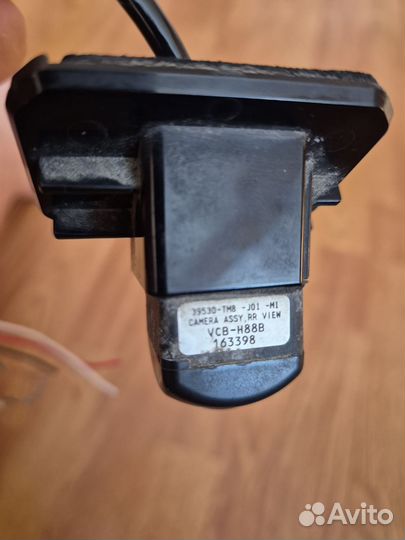 39530-TM8 -J01 -M1
CAMERA ASSY,RR VIEW
VCB-H88B
163398
Avito